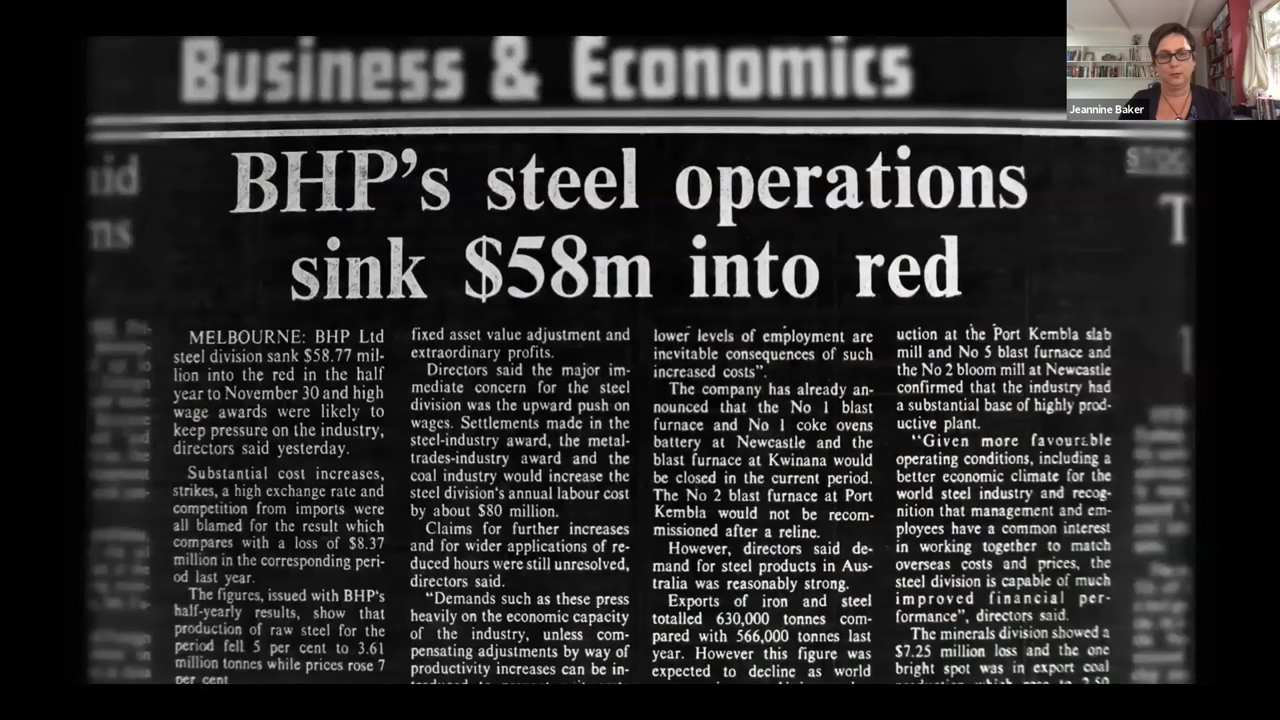 Business & Economics
Jeannine Baker
BHP's steel operations
sink $58m into red
MELBOURNE: BHP Ltd
steel division sank $58.77 mil-
lion into the red in the half
year to November 30 and high
wage awards were likely to
keep pressure on the industry,
directors said yesterday.
Substantial cost increases,
strikes, a high exchange rate and
competition from imports were
all blamed for the result which
compares with a loss of $8.37
million in the corresponding peri-
od last year.
The figures, issued with BHP's
half-yearly results, show that
production of raw steel for the
period fell 5 per cent to 3.61
million tonnes while prices rose 7
per cent
fixed asset value adjustment and
extraordinary profits.
Directors said the major im-
mediate concern for the steel
division was the upward push on
wages. Settlements made in the
steel-industry award, the metal-
trades-industry award and the
coal industry would increase the
steel division's annual labour cost
by about $80 million.
Claims for further increases
and for wider applications of re-
duced hours were still unresolved,
directors said.
"Demands such as these press
heavily on the economic capacity
of the industry, unless com-
pensating adjustments by way of
productivity increases can be in-
lower levels of employment are
inevitable consequences of such
increased costs".
The company has already an-
nounced that the No 1 blast
furnace and No 1 coke ovens
battery at Newcastle and the
blast furnace at Kwinana would
be closed in the current period.
The No 2 blast furnace at Port
Kembla would not be recom-
missioned after a reline.
However, directors said de-
mand for steel products in Aus-
tralia was reasonably strong.
Exports of iron and steel
totalled 630,000 tonnes com-
pared with 566,000 tonnes last
year. However this figure was
expected to decline as world
uction at the Port Kembla slab
mill and No 5 blast furnace and
the No 2 bloom mill at Newcastle
confirmed that the industry had
a substantial base of highly prod-
uctive plant.
"Given more favourable
operating conditions, including a
better economic climate for the
world steel industry and recog-
nition that management and em-
ployees have a common interest
in working together to match
overseas costs and prices, the
steel division is capable of much
improved financial per-
formance", directors said.
The minerals division showed a
$7.25 million loss and the one
bright spot was in export coal